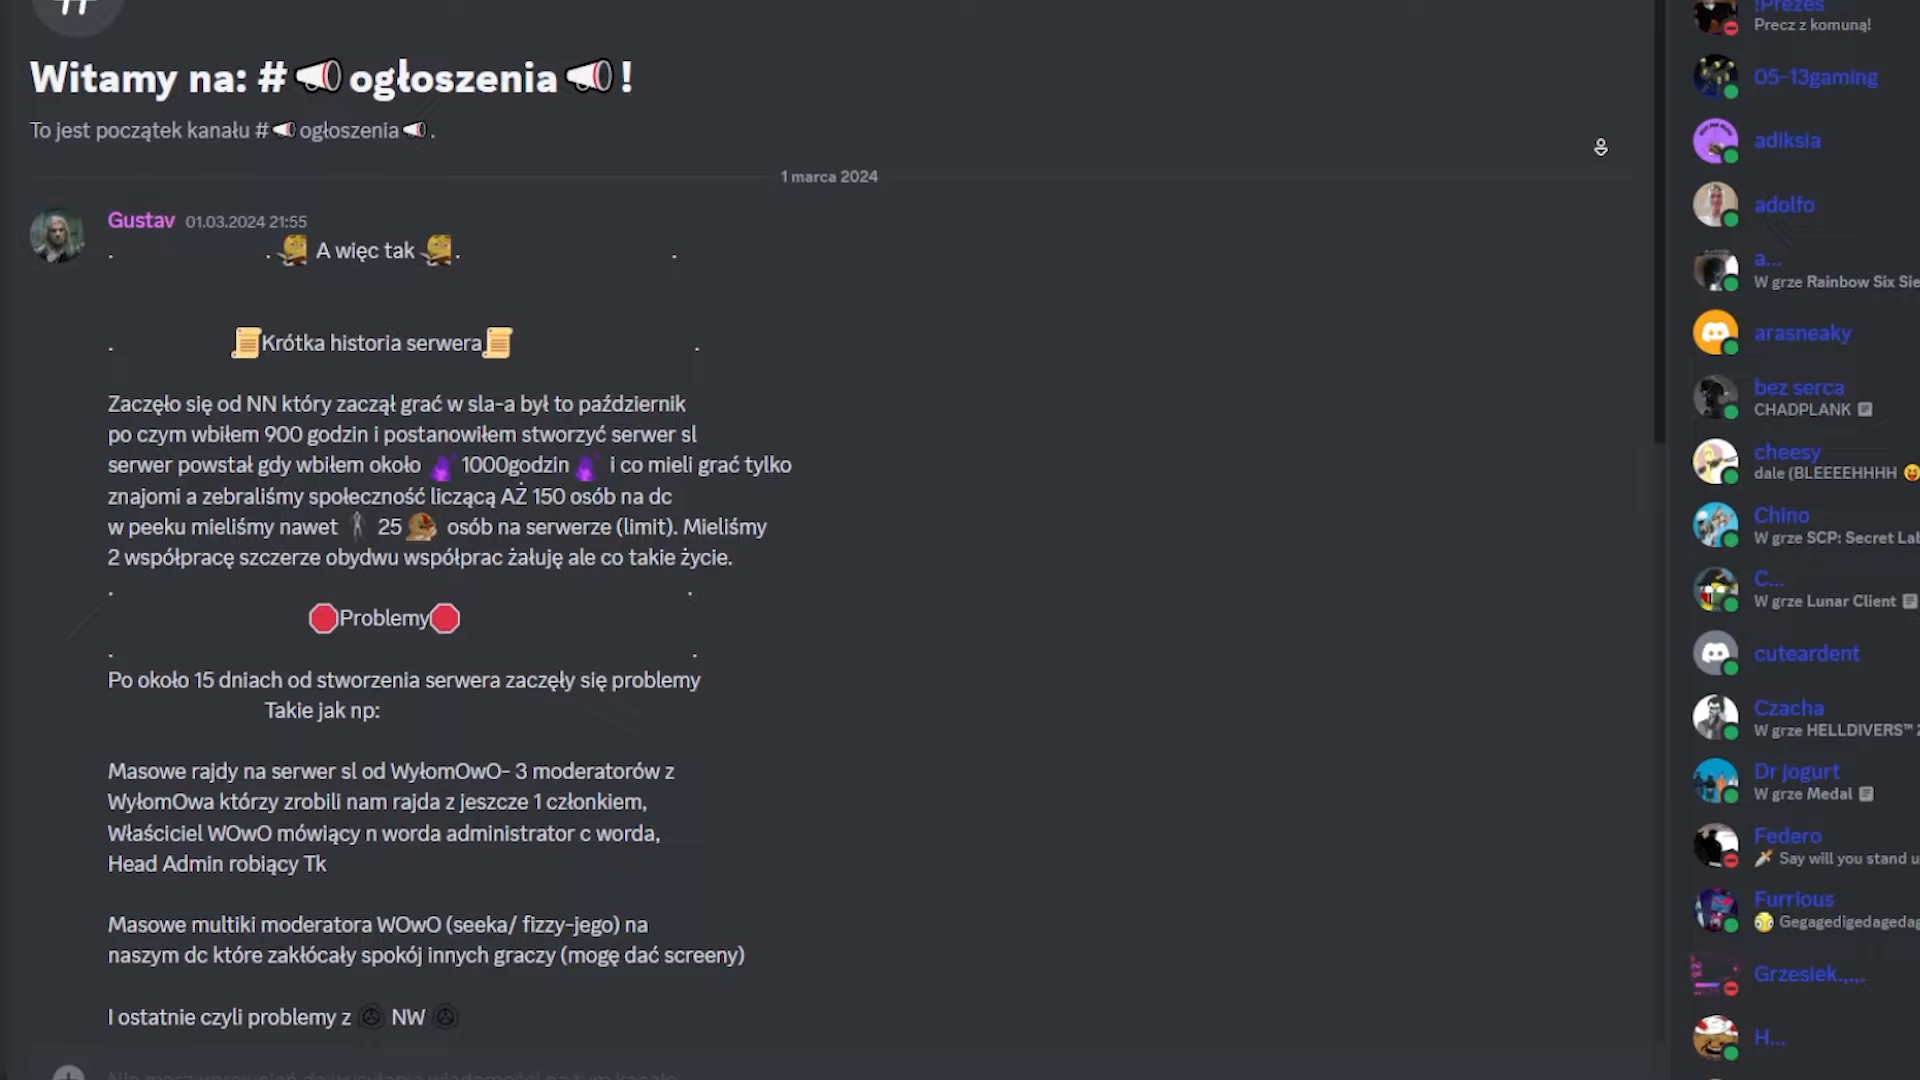 Witamy na: #📣ogłoszenia📣!
To jest początek kanału #📣ogłoszenia📣.
1 marca 2024
Gustav 01.03.2024 21:55
. . A więc tak . .
. 📜Krótka historia serwera📜 .
Zaczęło się od NN który zaczął grać w sla-a był to październik
po czym wbiłem 900 godzin i postanowiłem stworzyć serwer sl
serwer powstał gdy wbiłem około 1000godzin i co mieli grać tylko
znajomi a zebraliśmy społeczność liczącą AŻ 150 osób na dc
w peeku mieliśmy nawet 25 osób na serwerze (limit). Mieliśmy
2 współpracę szczerze obydwu współprac żałuję ale co takie życie.
. .
🛑Problemy🛑
. .
Po około 15 dniach od stworzenia serwera zaczęły się problemy
Takie jak np:
Masowe rajdy na serwer sl od WyłomOwO- 3 moderatorów z
WyłomOwa którzy zrobili nam rajda z jeszcze 1 członkiem,
Właściciel WOwO mówiący n worda administrator c worda,
Head Admin robiący Tk
Masowe multiki moderatora WOwO (seeka/ fizzy-jego) na
naszym dc które zakłócały spokój innych graczy (mogę dać screeny)
I ostatnie czyli problemy z NW
!Prezes
Precz z komuną!
05-13gaming
adiksia
adolfo
a...
W grze Rainbow Six Sie
arasneaky
bez serca
CHADPLANK
cheesy
dale (BLEEEEHHHH 😝
Chino
W grze SCP: Secret Lab
C...
W grze Lunar Client
cuteardent
Czacha
W grze HELLDIVERS™ 2
Dr jogurt
W grze Medal
Federo
🗡 Say will you stand u
Furrious
Gegagedigedagedag
Grzesiek.,.,.
H...